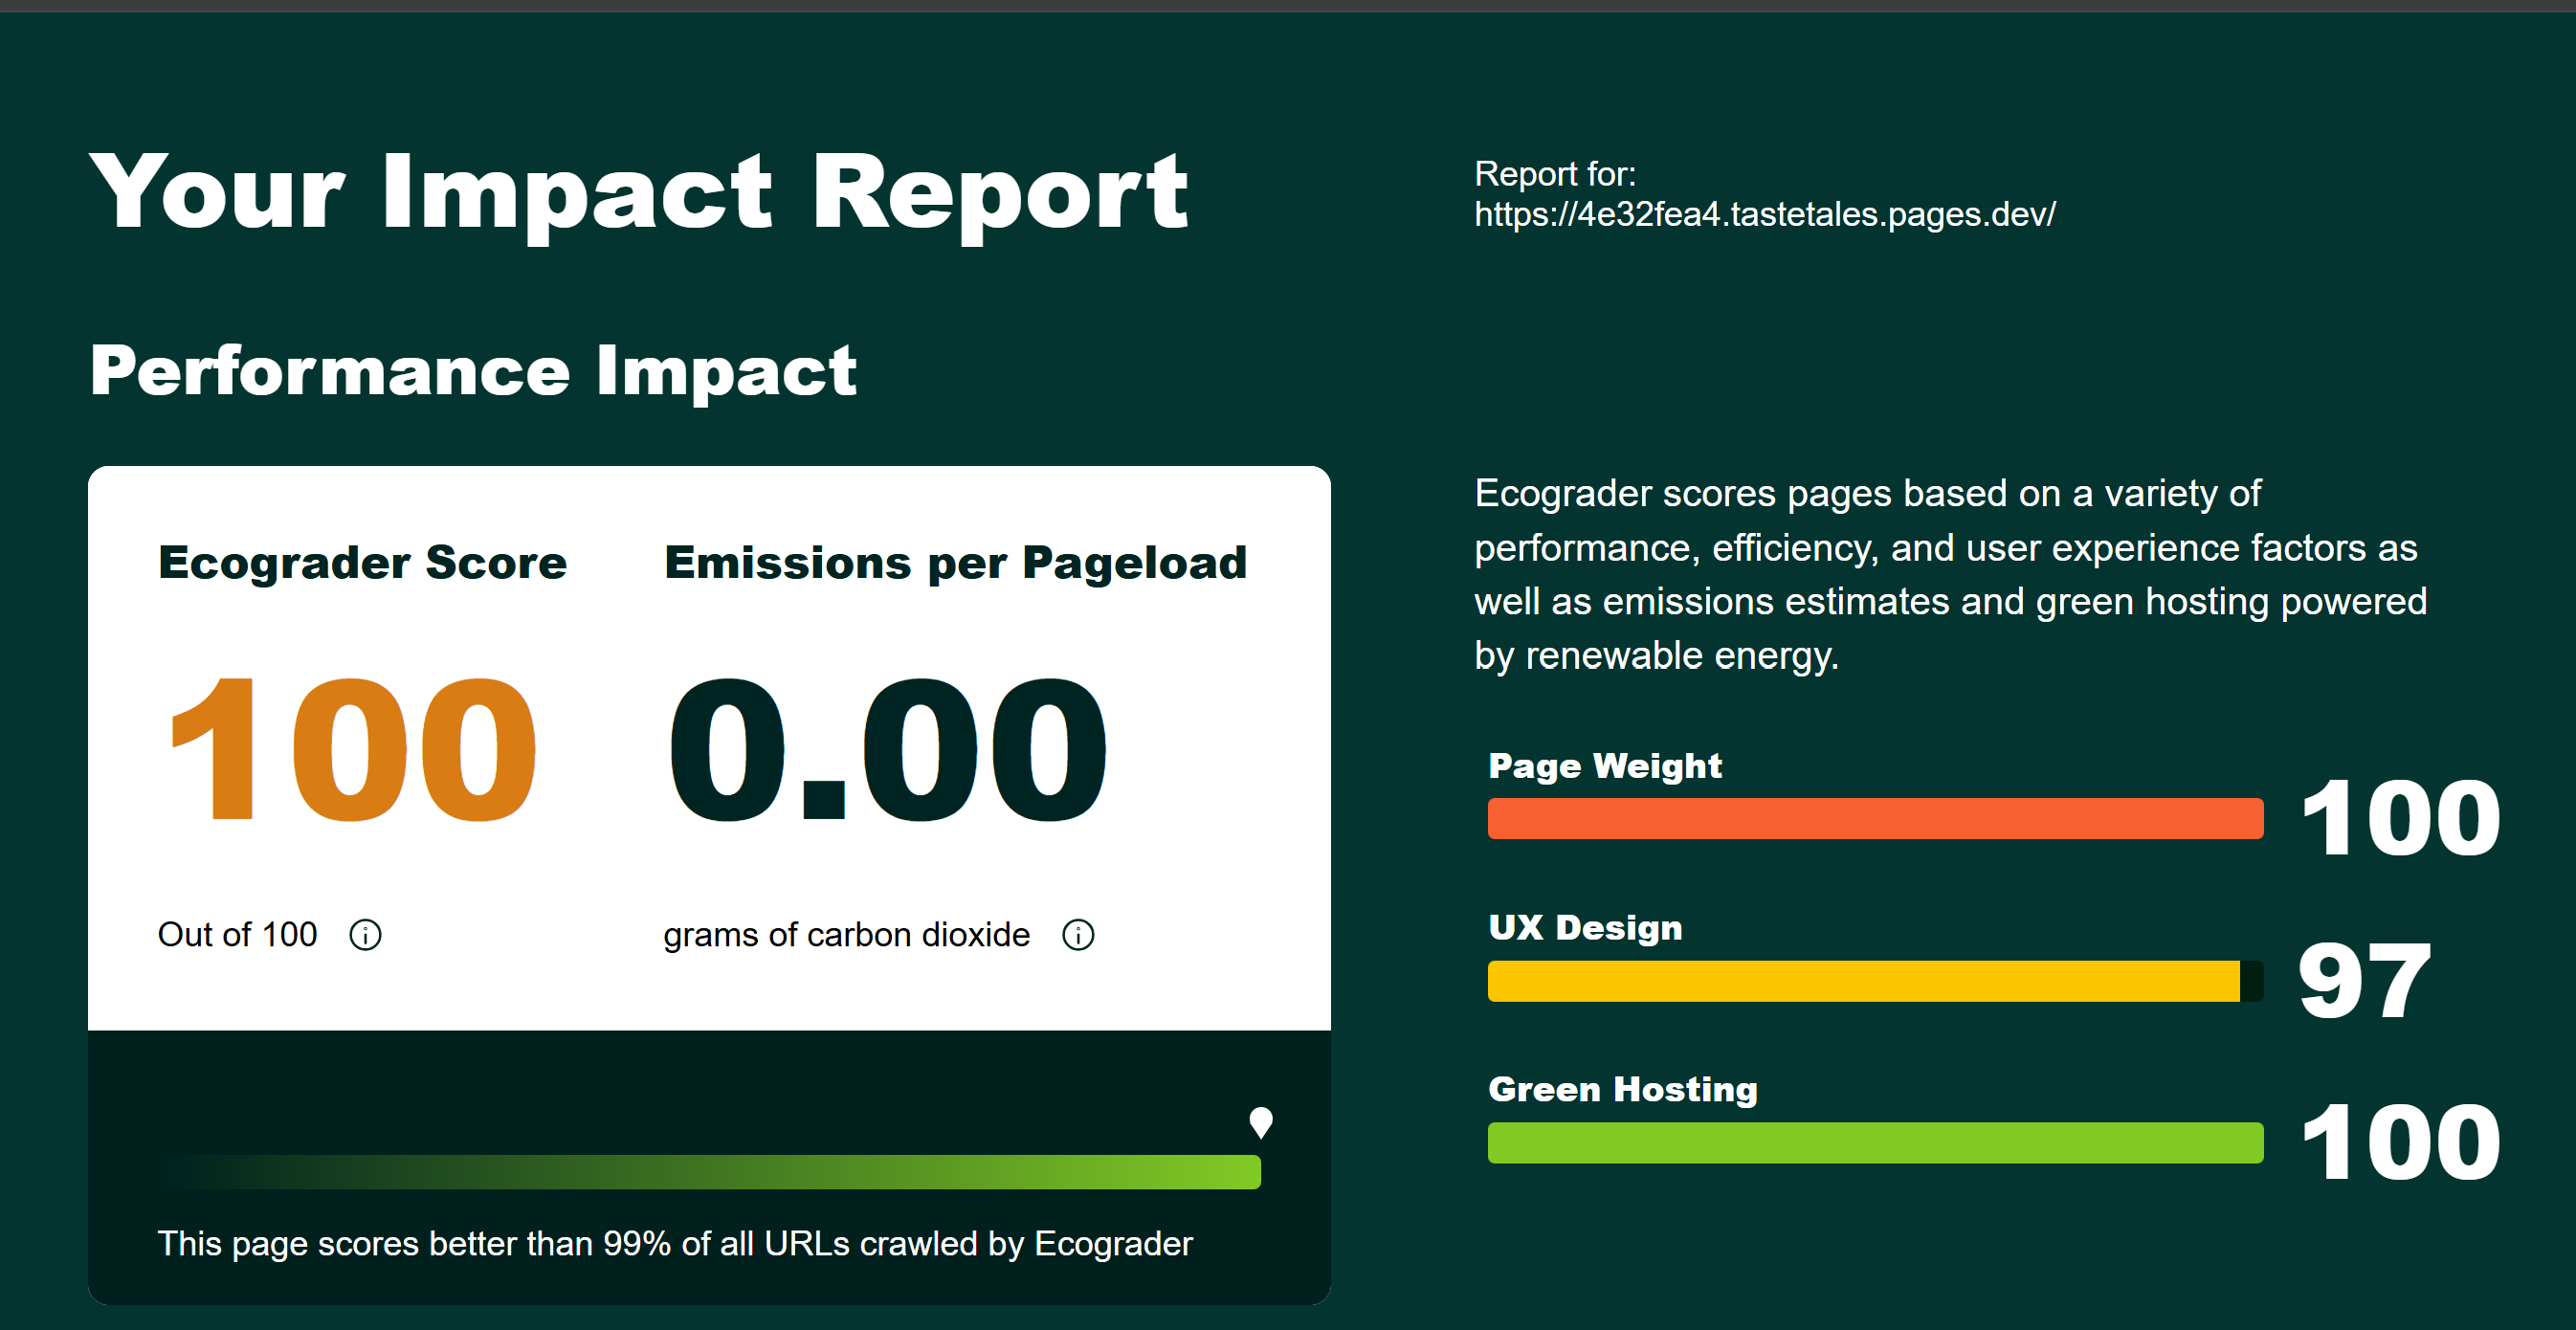 Your Impact Report
Report for:
https://4e32fea4.tastetales.pages.dev/
Performance Impact
Ecograder Score
100
Out of 100
Emissions per Pageload
0.00
grams of carbon dioxide
This page scores better than 99% of all URLs crawled by Ecograder
Ecograder scores pages based on a variety of
performance, efficiency, and user experience factors as
well as emissions estimates and green hosting powered
by renewable energy.
Page Weight
100
UX Design
97
Green Hosting
100